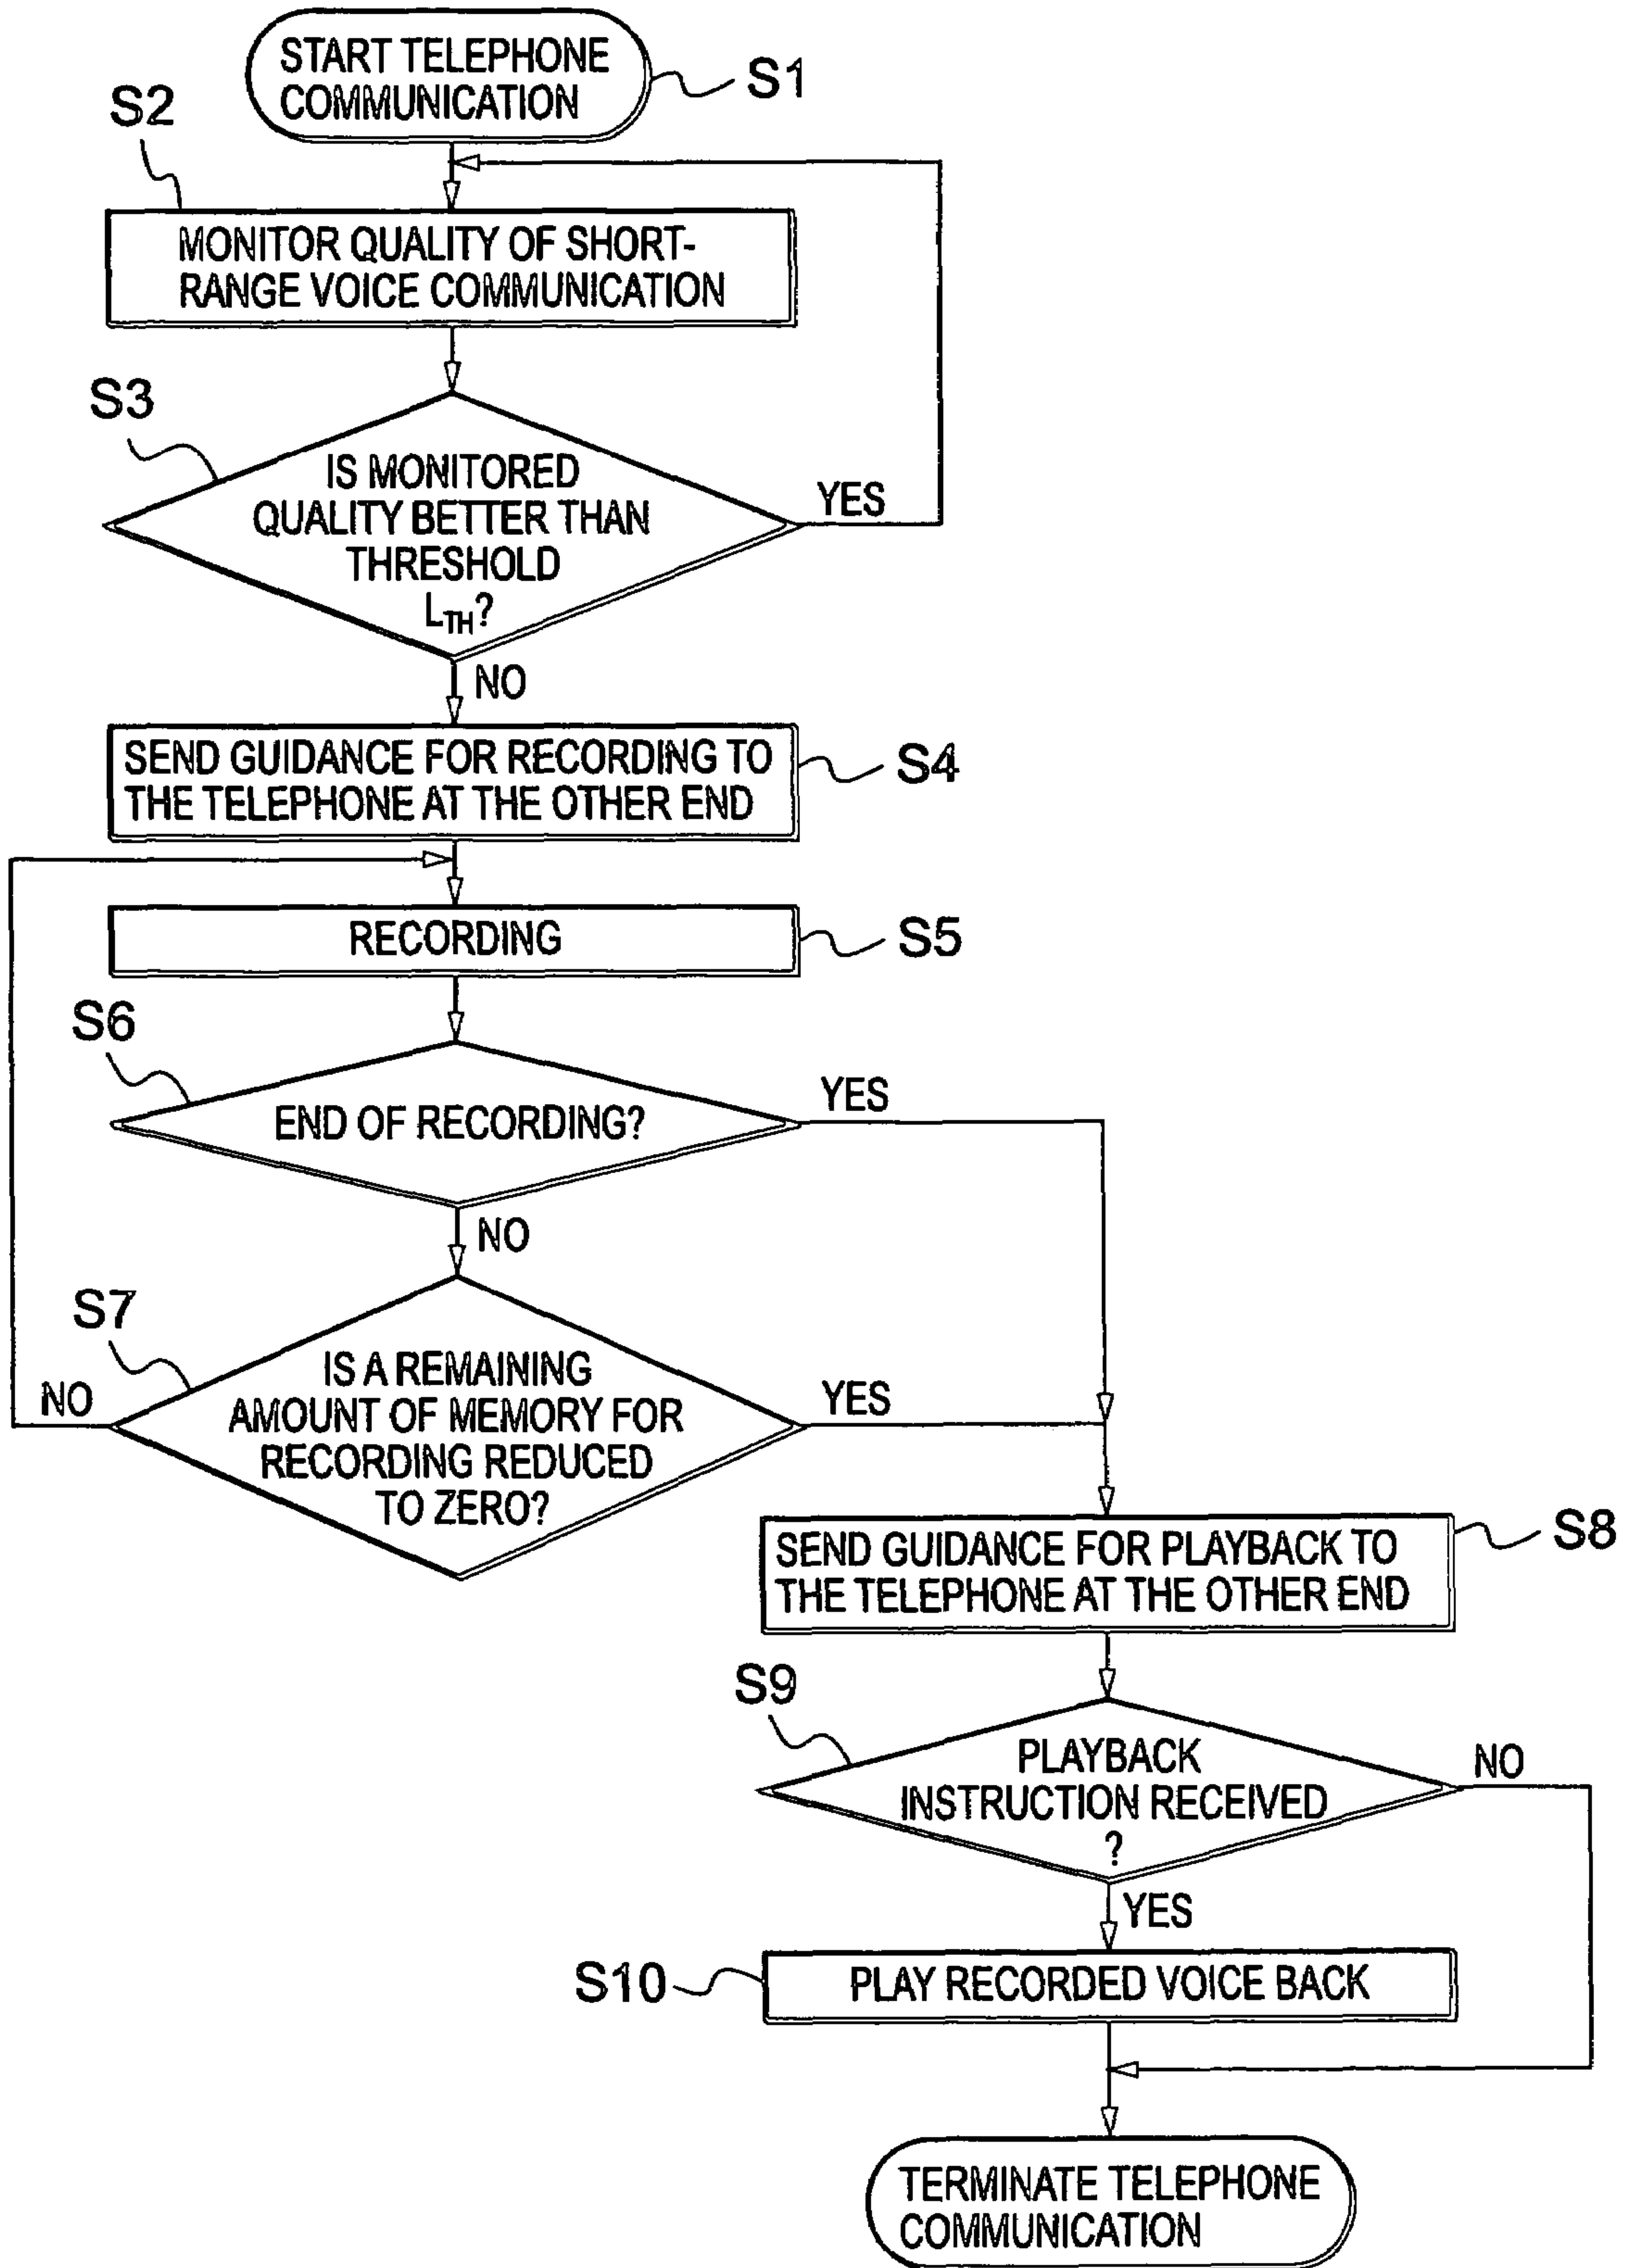 START TELEPHONE
COMMUNICATION
S1
S2
MONITOR QUALITY OF SHORT-
RANGE VOICE COMMUNICATION
S3
IS MONITORED
QUALITY BETTER THAN
THRESHOLD
LTH?
YES
NO
SEND GUIDANCE FOR RECORDING TO
THE TELEPHONE AT THE OTHER END
S4
RECORDING
S5
S6
END OF RECORDING?
YES
NO
S7
IS A REMAINING
AMOUNT OF MEMORY FOR
RECORDING REDUCED
TO ZERO?
NO
YES
SEND GUIDANCE FOR PLAYBACK TO
THE TELEPHONE AT THE OTHER END
S8
S9
PLAYBACK
INSTRUCTION RECEIVED
?
NO
YES
S10
PLAY RECORDED VOICE BACK
TERMINATE TELEPHONE
COMMUNICATION